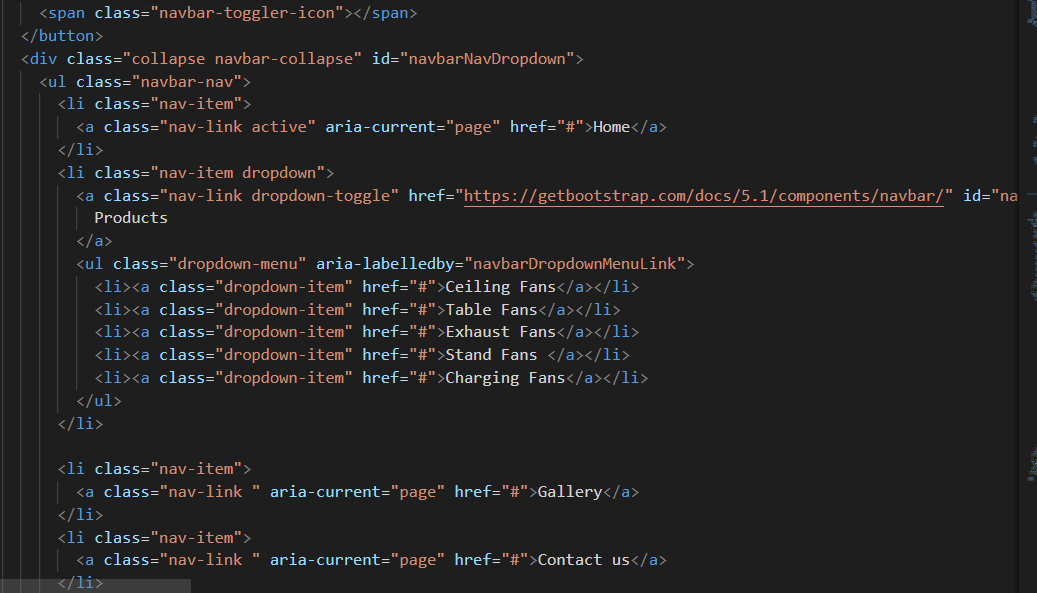 <span class="navbar-toggler-icon"></span>
</button>
<div class="collapse navbar-collapse" id="navbarNavDropdown">
<ul class="navbar-nav">
<li class="nav-item">
<a class="nav-link active" aria-current="page" href="#">Home</a>
</li>
<li class="nav-item dropdown">
<a class="nav-link dropdown-toggle" href="https://getbootstrap.com/docs/5.1/components/navbar/" id="na
Products
</a>
<ul class="dropdown-menu" aria-labelledby="navbarDropdownMenuLink">
<li><a class="dropdown-item" href="#">Ceiling Fans</a></li>
<li><a class="dropdown-item" href="#">Table Fans</a></li>
<li><a class="dropdown-item" href="#">Exhaust Fans</a></li>
<li><a class="dropdown-item" href="#">Stand Fans </a></li>
<li><a class="dropdown-item" href="#">Charging Fans</a></li>
</ul>
</li>
<li class="nav-item">
<a class="nav-link " aria-current="page" href="#">Gallery</a>
</li>
<li class="nav-item">
<a class="nav-link " aria-current="page" href="#">Contact us</a>
</li>